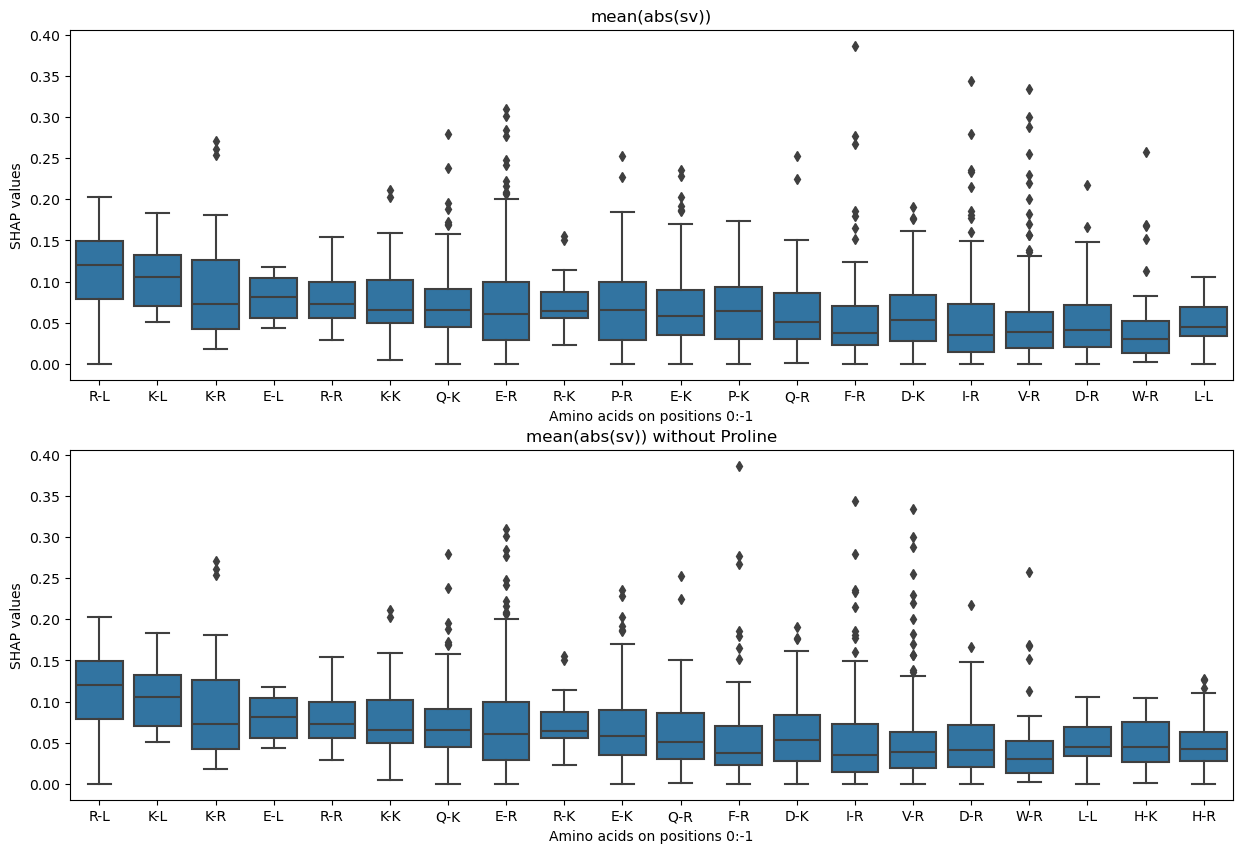 mean(abs(sv))
0.40
0.35
0.30
0.25
0.20
0.15
0.10
0.05
0.00
SHAP values
R-L K-L K-R E-L R-R K-K Q-K E-R R-K P-R E-K P-K Q-R F-R D-K I-R V-R D-R W-R L-L
Amino acids on positions 0:-1
mean(abs(sv)) without Proline
0.40
0.35
0.30
0.25
0.20
0.15
0.10
0.05
0.00
SHAP values
R-L K-L K-R E-L R-R K-K Q-K E-R R-K E-K Q-R F-R D-K I-R V-R D-R W-R L-L H-K H-R
Amino acids on positions 0:-1